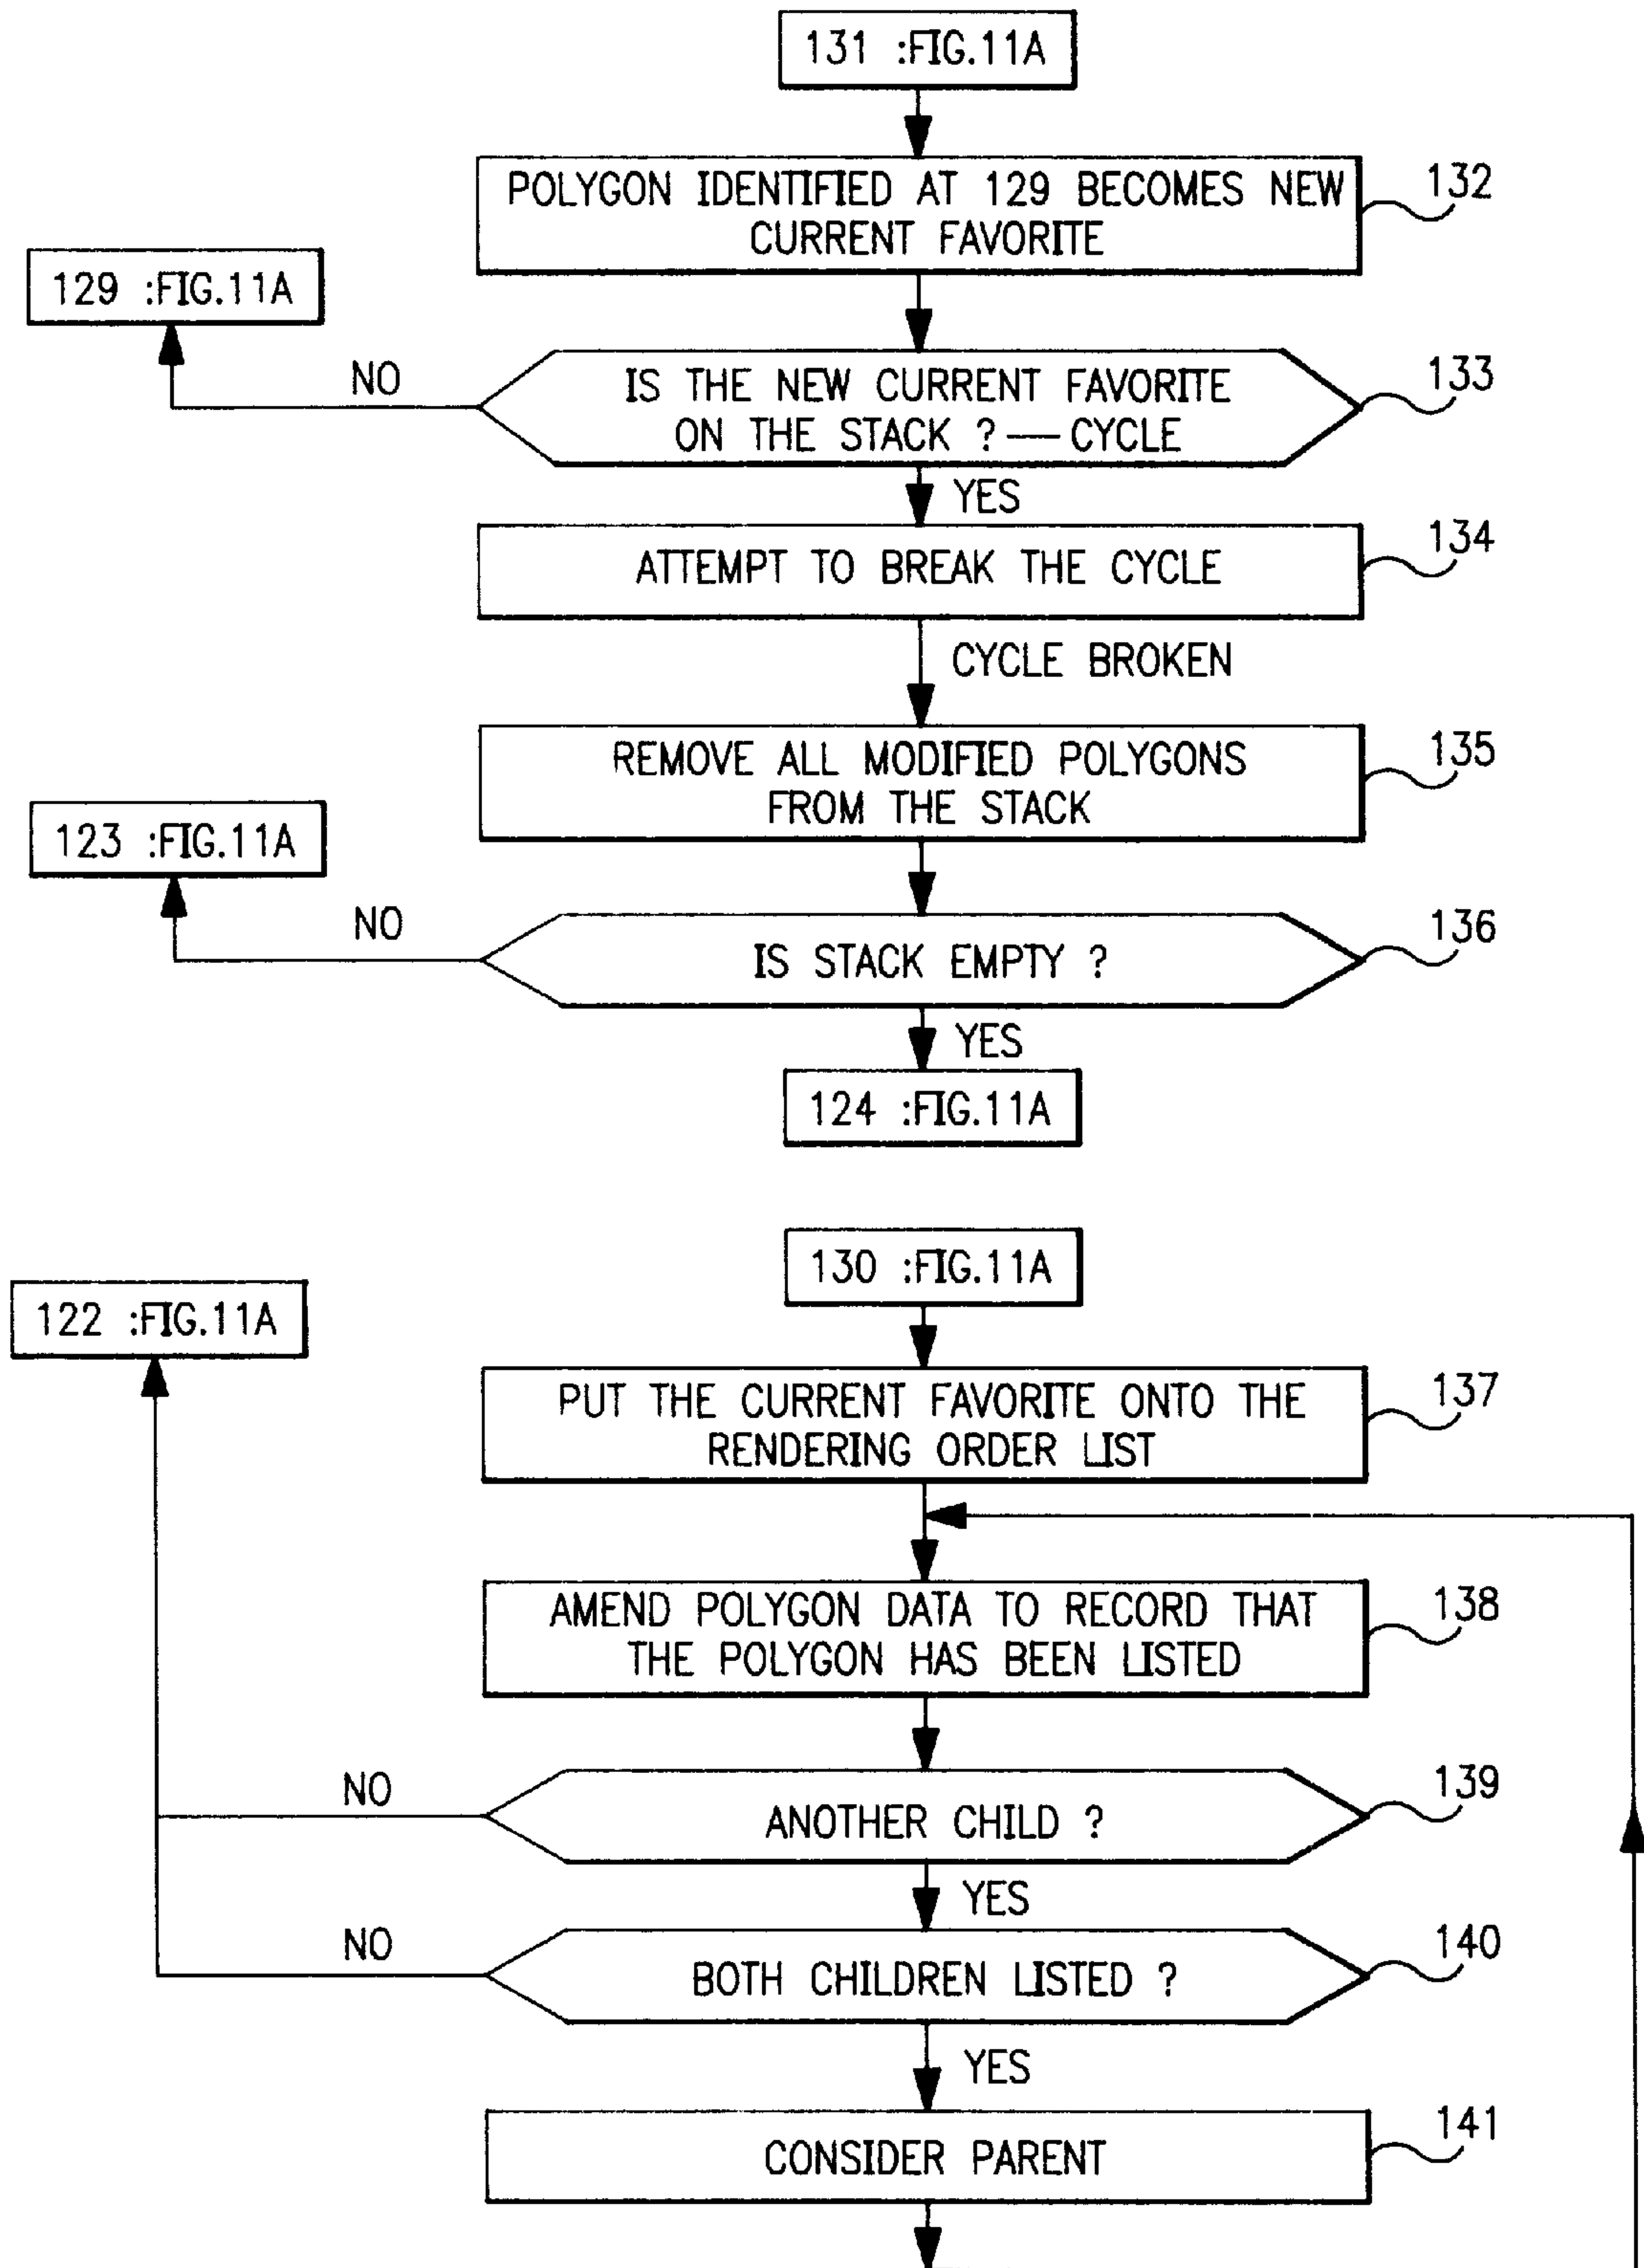 131 :FIG.11A
POLYGON IDENTIFIED AT 129 BECOMES NEW
CURRENT FAVORITE
132
129 :FIG.11A
NO
IS THE NEW CURRENT FAVORITE
ON THE STACK ? — CYCLE
133
YES
ATTEMPT TO BREAK THE CYCLE
134
CYCLE BROKEN
REMOVE ALL MODIFIED POLYGONS
FROM THE STACK
135
123 :FIG.11A
NO
IS STACK EMPTY ?
136
YES
124 :FIG.11A
130 :FIG.11A
122 :FIG.11A
PUT THE CURRENT FAVORITE ONTO THE
RENDERING ORDER LIST
137
AMEND POLYGON DATA TO RECORD THAT
THE POLYGON HAS BEEN LISTED
138
NO
ANOTHER CHILD ?
139
YES
NO
BOTH CHILDREN LISTED ?
140
YES
CONSIDER PARENT
141